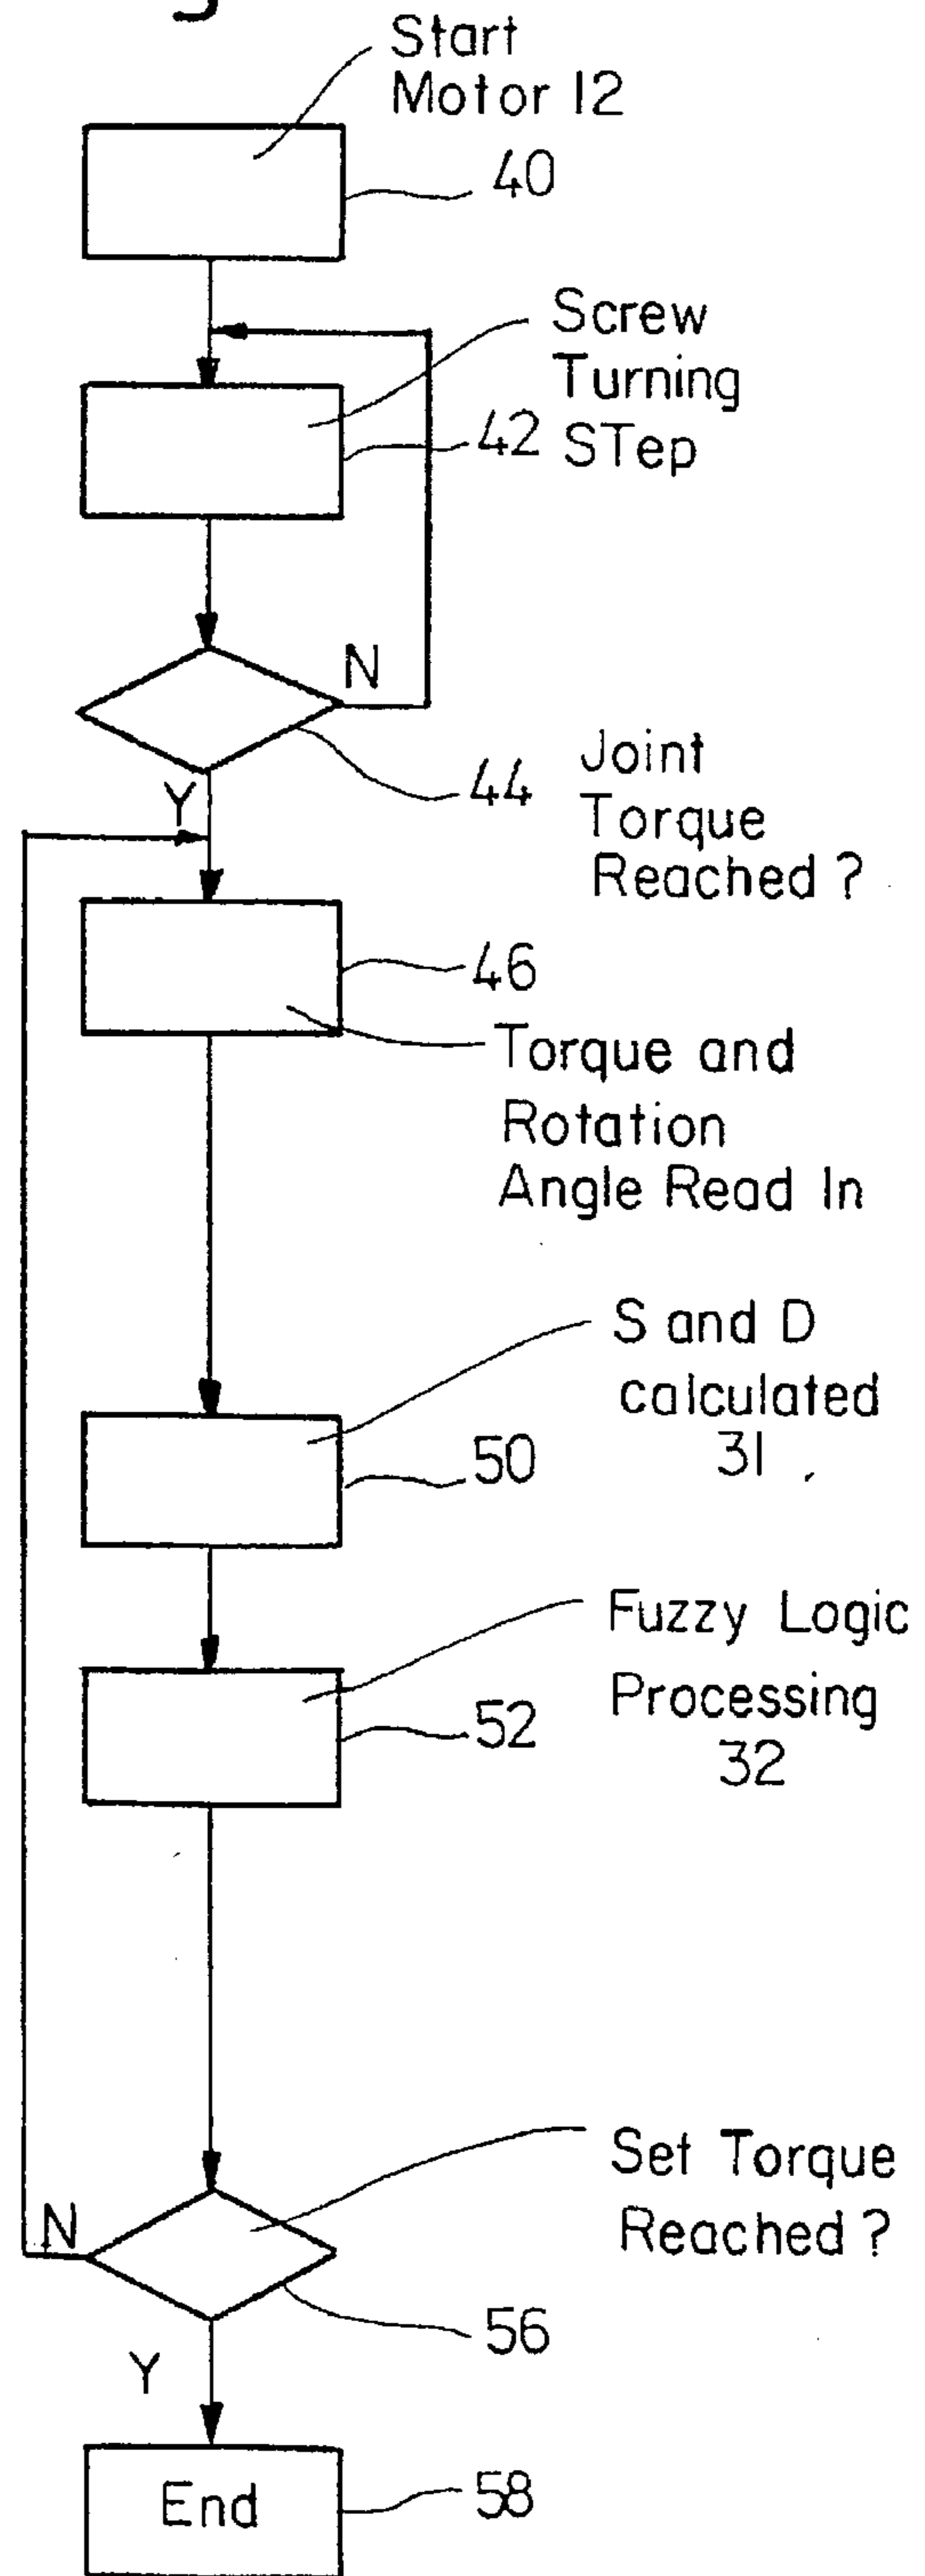 Start
Motor 12
40
Screw
Turning
42 STep
N
Joint
44 Torque
Y
Reached ?
46
Torque and
Rotation
Angle Read In
S and D
calculated
31
50
Fuzzy Logic
Processing
52
32
Set Torque
N Reached ?
56
Y
End 58